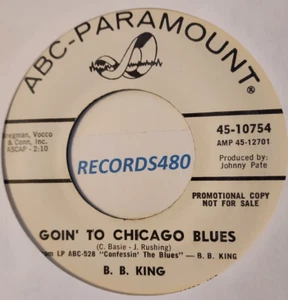 ABC-PARAMOUNT
®
Bregman, Vocco
& Conn, Inc.
ASCAP - 2:10
45-10754
AMP 45-12701
Produced by:
Johnny Pate
RECORDS480
PROMOTIONAL COPY
NOT FOR SALE
GOIN' TO CHICAGO BLUES
(C. Basie - J. Rushing)
om LP ABC-528 "Confessin' The Blues" — B. B. KING
B. B. KING